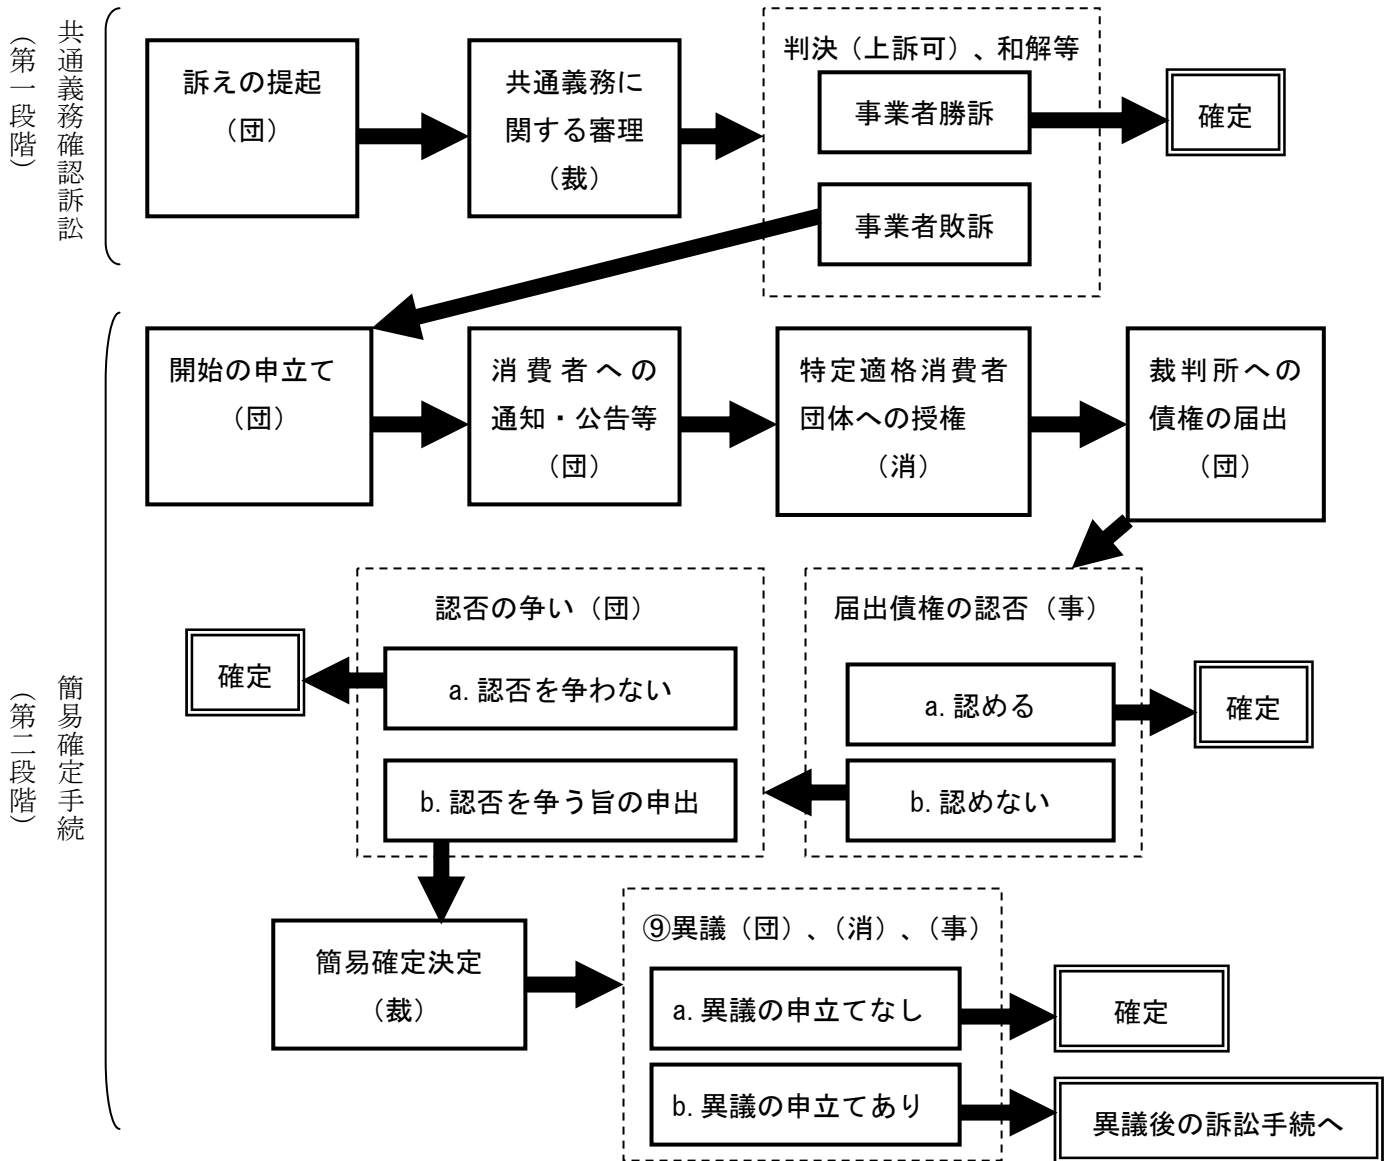 共通義務確認訴訟
（第一段階）
訴えの提起
（団）
共通義務に
関する審理
（裁）
判決（上訴可）、和解等
事業者勝訴
事業者敗訴
確定
簡易確定手続
（第二段階）
開始の申立て
（団）
消費者への
通知・公告等
（団）
特定適格消費者
団体への授権
（消）
裁判所への
債権の届出
（団）
届出債権の認否（事）
a. 認める
b. 認めない
確定
認否の争い（団）
a. 認否を争わない
b. 認否を争う旨の申出
確定
簡易確定決定
（裁）
⑨異議（団）、（消）、（事）
a. 異議の申立てなし
b. 異議の申立てあり
確定
異議後の訴訟手続へ